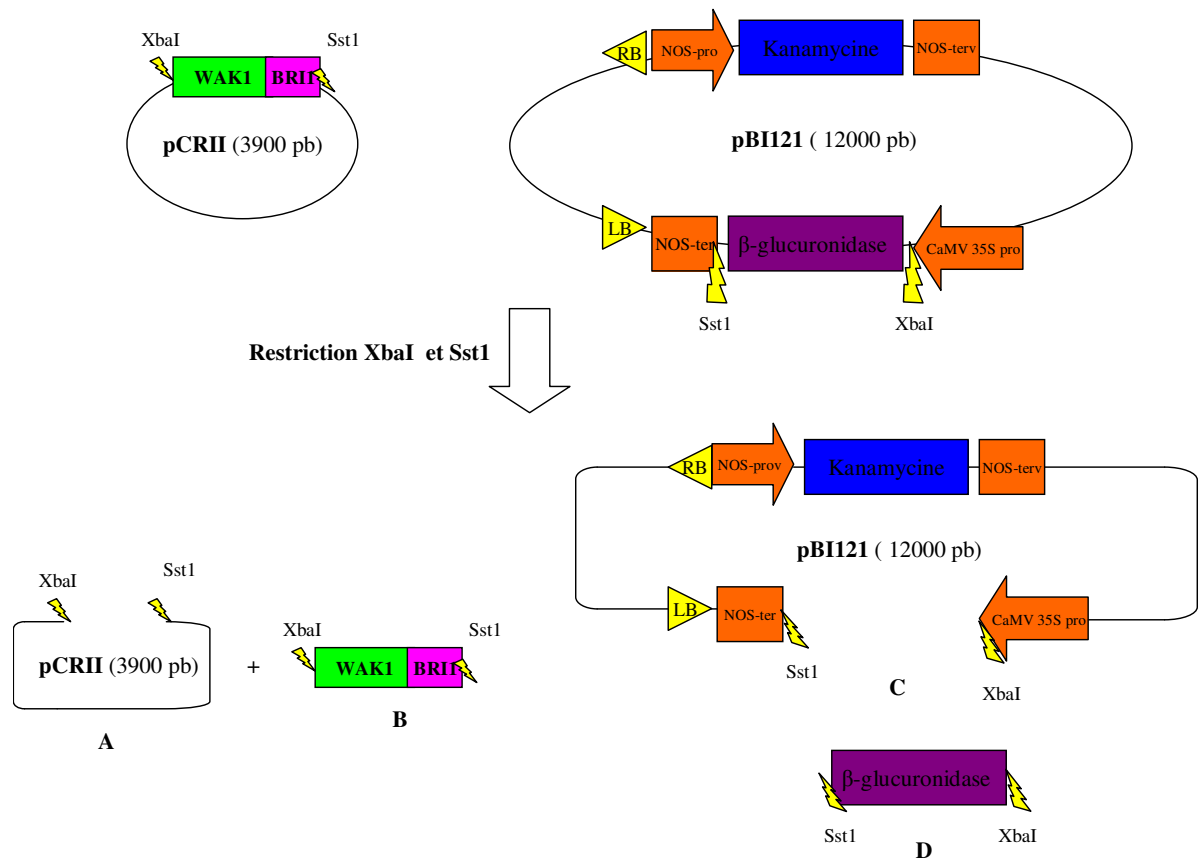 XbaI
Sst1
WAK1
BRI1
pCRII (3900 pb)
RB
NOS-pro
Kanamycine
NOS-terv
pBI121 ( 12000 pb)
LB
NOS-ter
β-glucuronidase
CaMV 35S pro
Sst1
XbaI
Restriction XbaI et Sst1
RB
NOS-prov
Kanamycine
NOS-terv
pBI121 ( 12000 pb)
LB
NOS-ter
CaMV 35S pro
Sst1
XbaI
C
XbaI
Sst1
pCRII (3900 pb)
A
+
XbaI
Sst1
WAK1
BRI1
B
β-glucuronidase
Sst1
XbaI
D